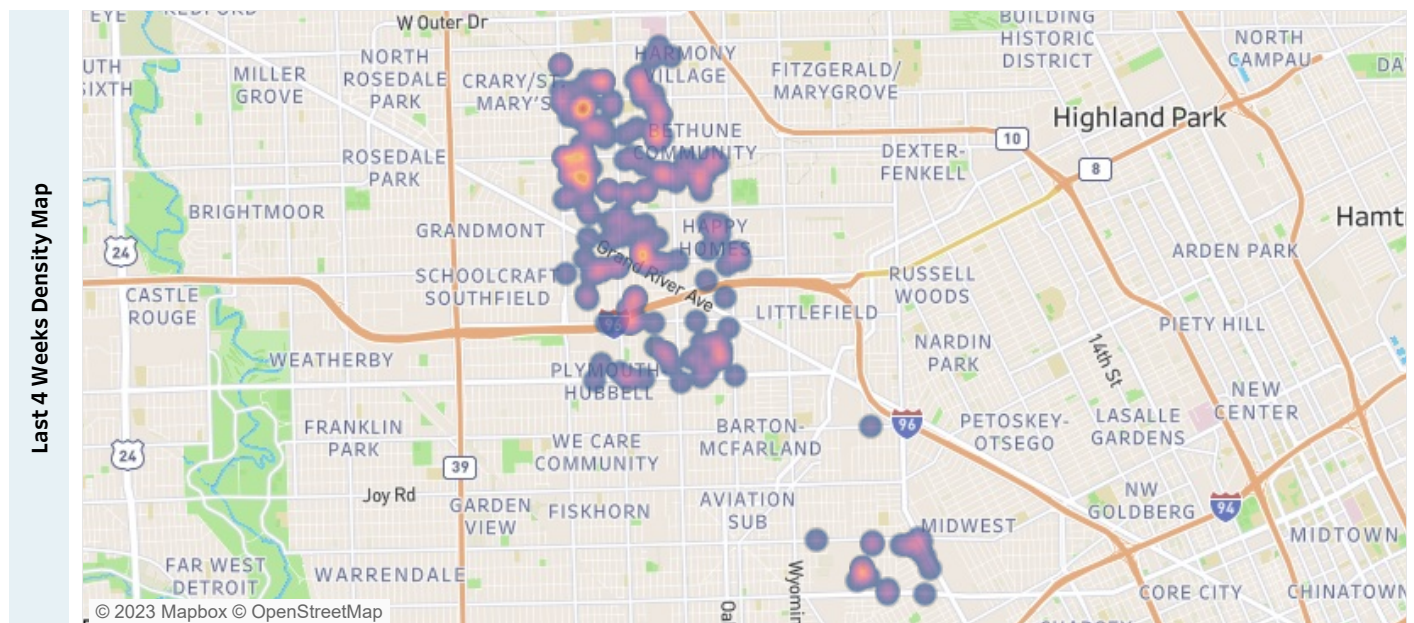 Last 4 Weeks Density Map
EYE
REDFORD
W Outer Dr
BUILDING
HISTORIC
DISTRICT
NORTH
CAMPAU
UTH
SIXTH
MILLER
GROVE
NORTH
ROSEDALE
PARK
CRARY/ST.
MARY'S
HARMONY
VILLAGE
FITZGERALD/
MARYGROVE
DA
Highland Park
10
8
BETHUNE
COMMUNITY
DEXTER-
FENKELL
ROSEDALE
PARK
BRIGHTMOOR
GRANDMONT
HAPPY
HOMES
Hamt
24
ARDEN PARK
SCHOOLCRAFT
SOUTHFIELD
Grand River Ave
RUSSELL
WOODS
CASTLE
ROUGE
96
LITTLEFIELD
PIETY HILL
WEATHERBY
NARDIN
PARK
14th St
PLYMOUTH
HUBBELL
NEW
CENTER
FRANKLIN
PARK
WE CARE
COMMUNITY
BARTON-
MCFARLAND
96
PETOSKEY-
OTSEGO
LASALLE
GARDENS
24
39
Joy Rd
GARDEN
VIEW
FISKHORN
AVIATION
SUB
MIDWEST
NW
GOLDBERG
94
MIDTOWN
FAR WEST
DETROIT
WARRENDALE
Wyomin
CORE CITY
CHINATOWN
Oa
© 2023 Mapbox © OpenStreetMap